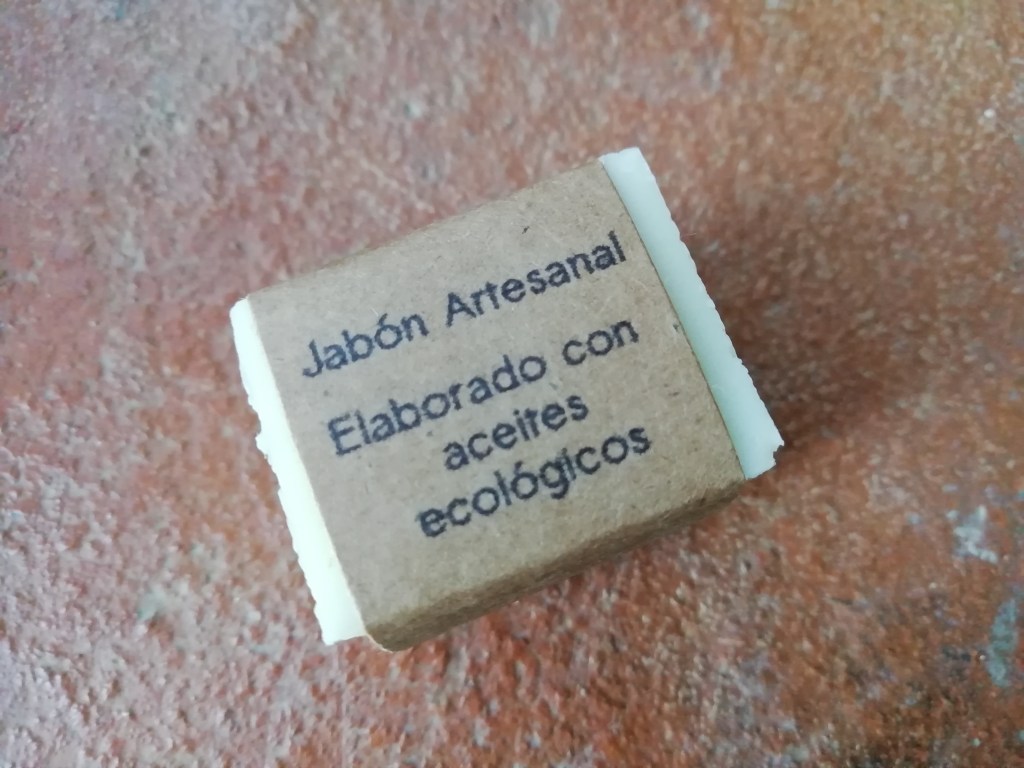 Jabón Artesanal
Elaborado con
aceites
ecológicos